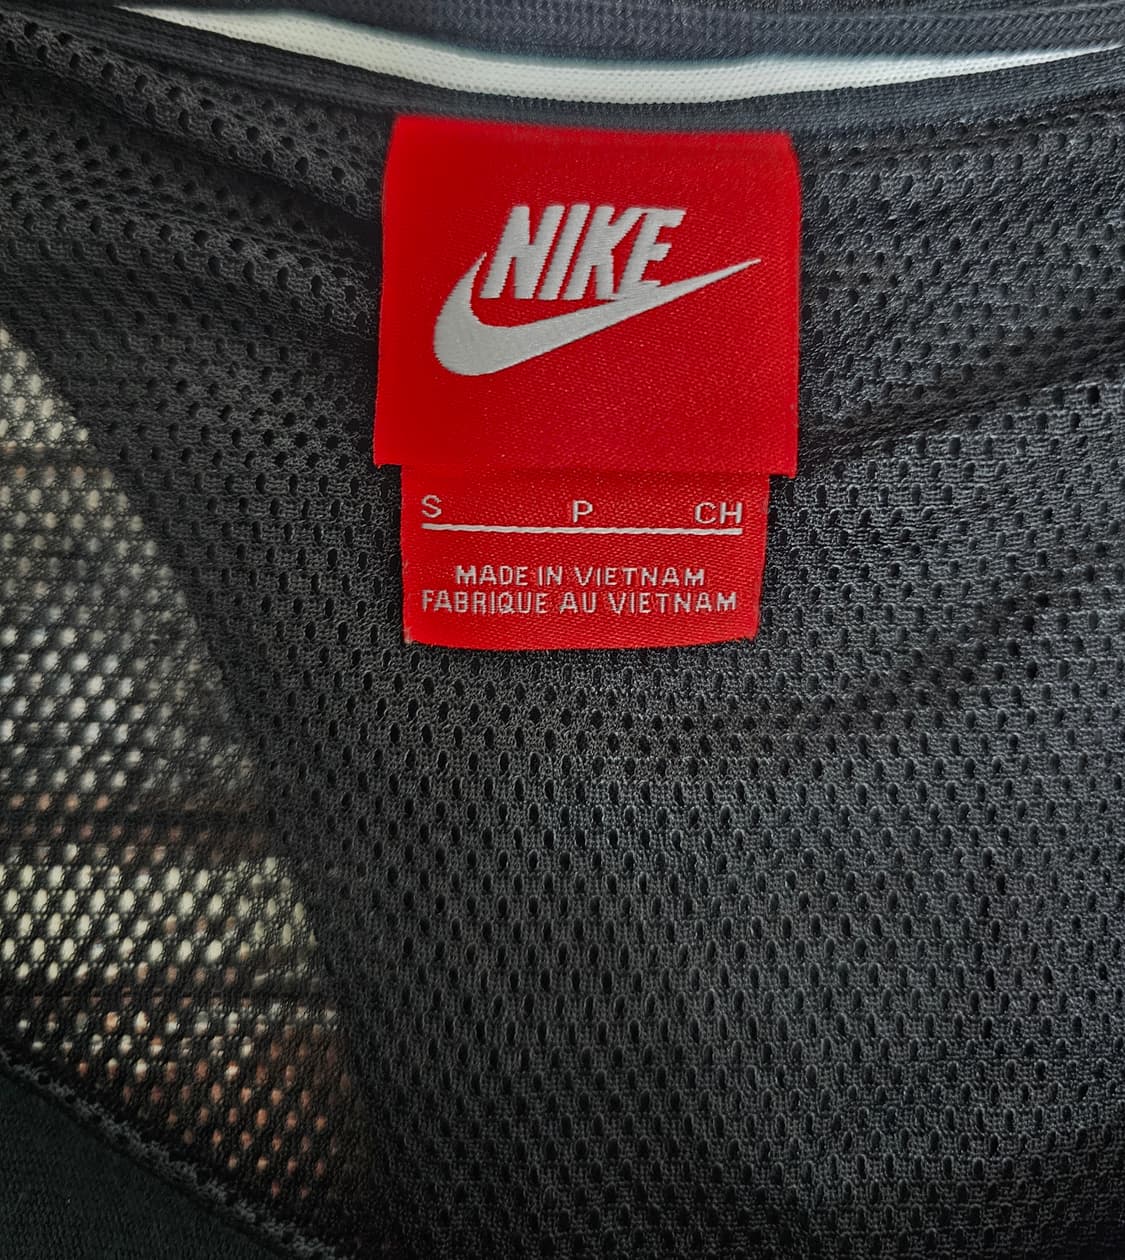 NIKE
S P CH
MADE IN VIETNAM
FABRIQUE AU VIETNAM